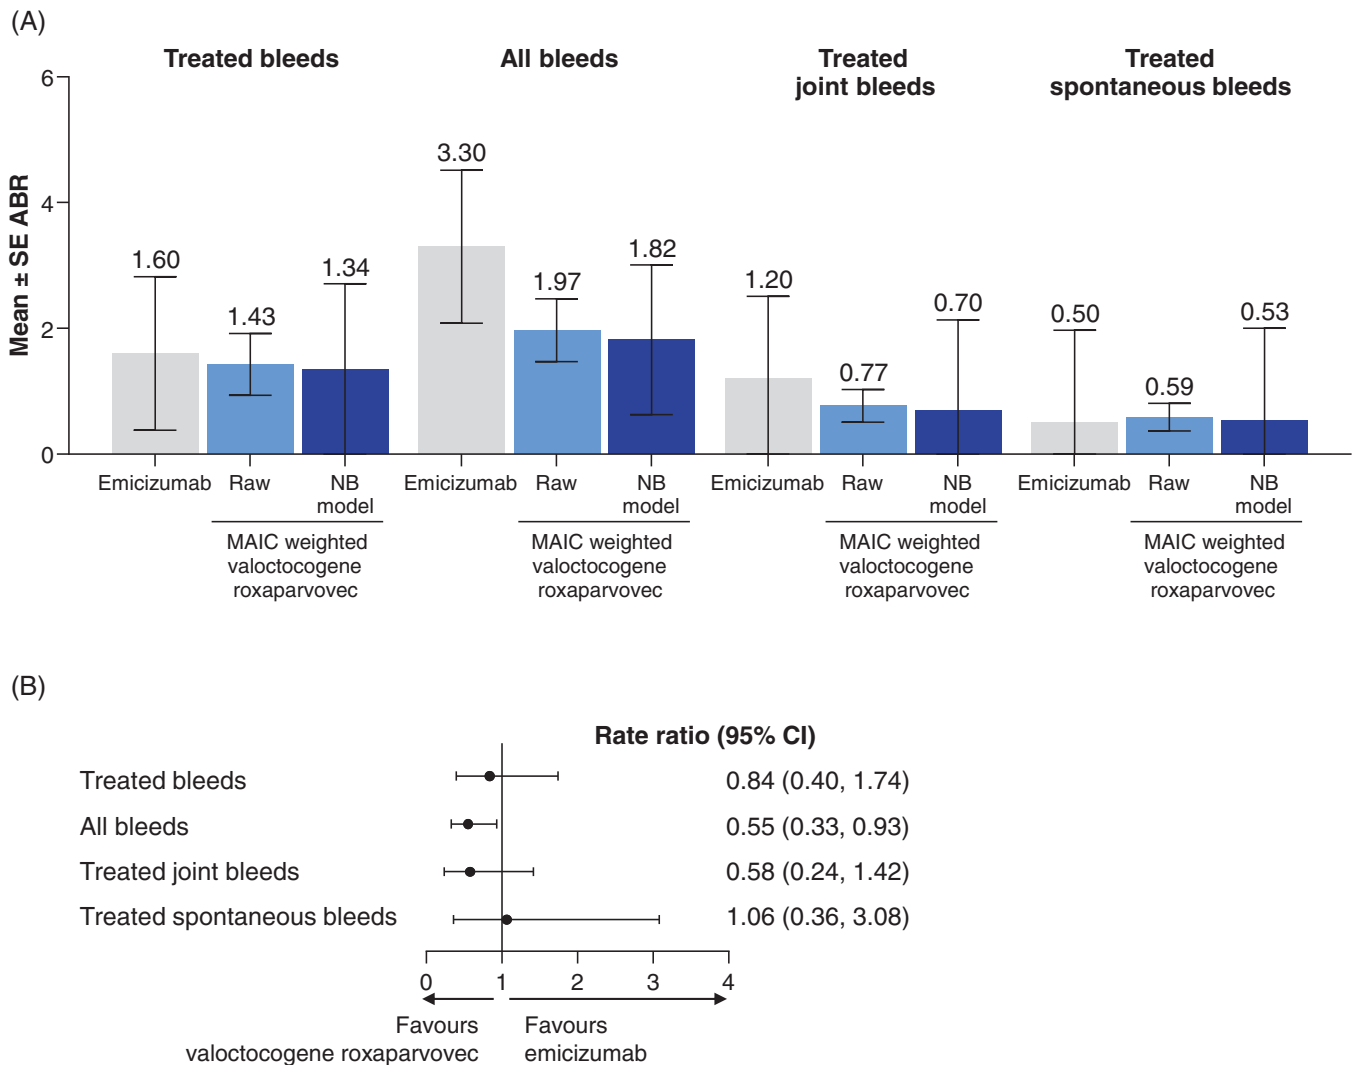 (A)
Treated bleeds
All bleeds
Treated
joint bleeds
Treated
spontaneous bleeds
Mean ± SE ABR
6
4
2
0
1.60
1.43
1.34
3.30
1.97
1.82
1.20
0.77
0.70
0.50
0.59
0.53
Emicizumab Raw NB
model
MAIC weighted
valoctocogene
roxaparvovec
Emicizumab Raw NB
model
MAIC weighted
valoctocogene
roxaparvovec
Emicizumab Raw NB
model
MAIC weighted
valoctocogene
roxaparvovec
Emicizumab Raw NB
model
MAIC weighted
valoctocogene
roxaparvovec
(B)
Rate ratio (95% CI)
Treated bleeds 0.84 (0.40, 1.74)
All bleeds 0.55 (0.33, 0.93)
Treated joint bleeds 0.58 (0.24, 1.42)
Treated spontaneous bleeds 1.06 (0.36, 3.08)
0 1 2 3 4
Favours
valoctocogene roxaparvovec
Favours
emicizumab